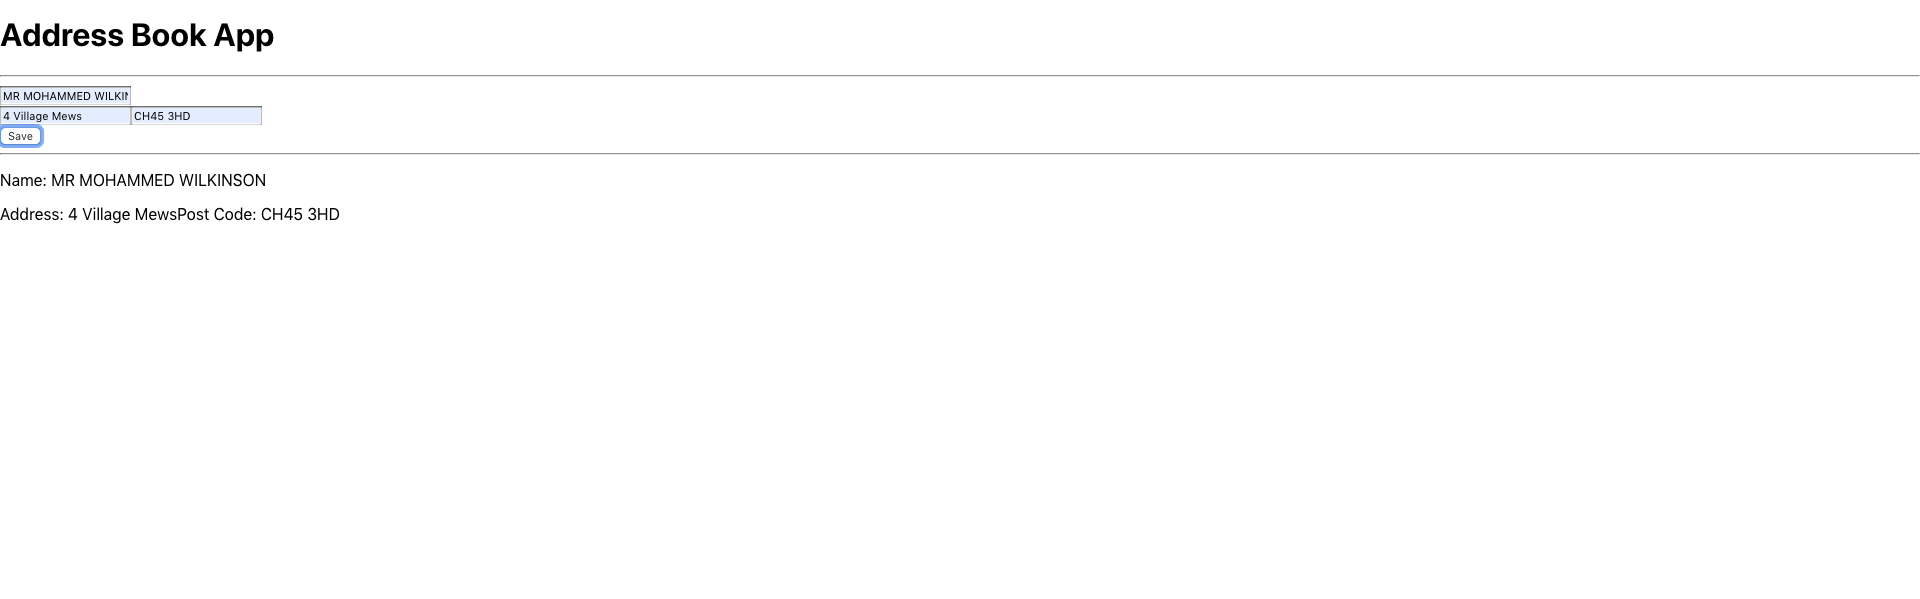 Address Book App
MR MOHAMMED WILKIN
4 Village Mews CH45 3HD
Save
Name: MR MOHAMMED WILKINSON
Address: 4 Village MewsPost Code: CH45 3HD